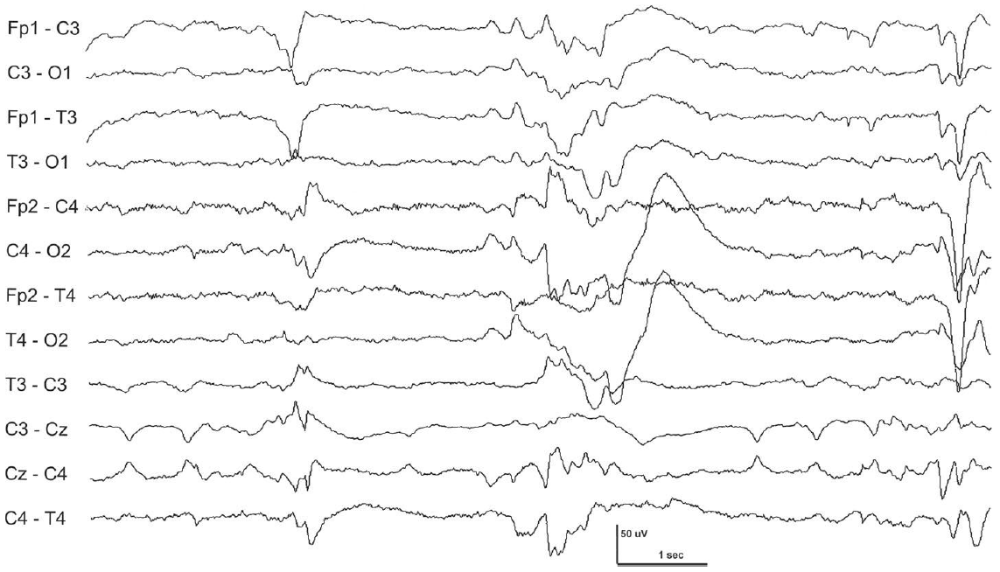 Fp1 - C3
C3 - O1
Fp1 - T3
T3 - O1
Fp2 - C4
C4 - O2
Fp2 - T4
T4 - O2
T3 - C3
C3 - Cz
Cz - C4
C4 - T4
50 uV
1 sec